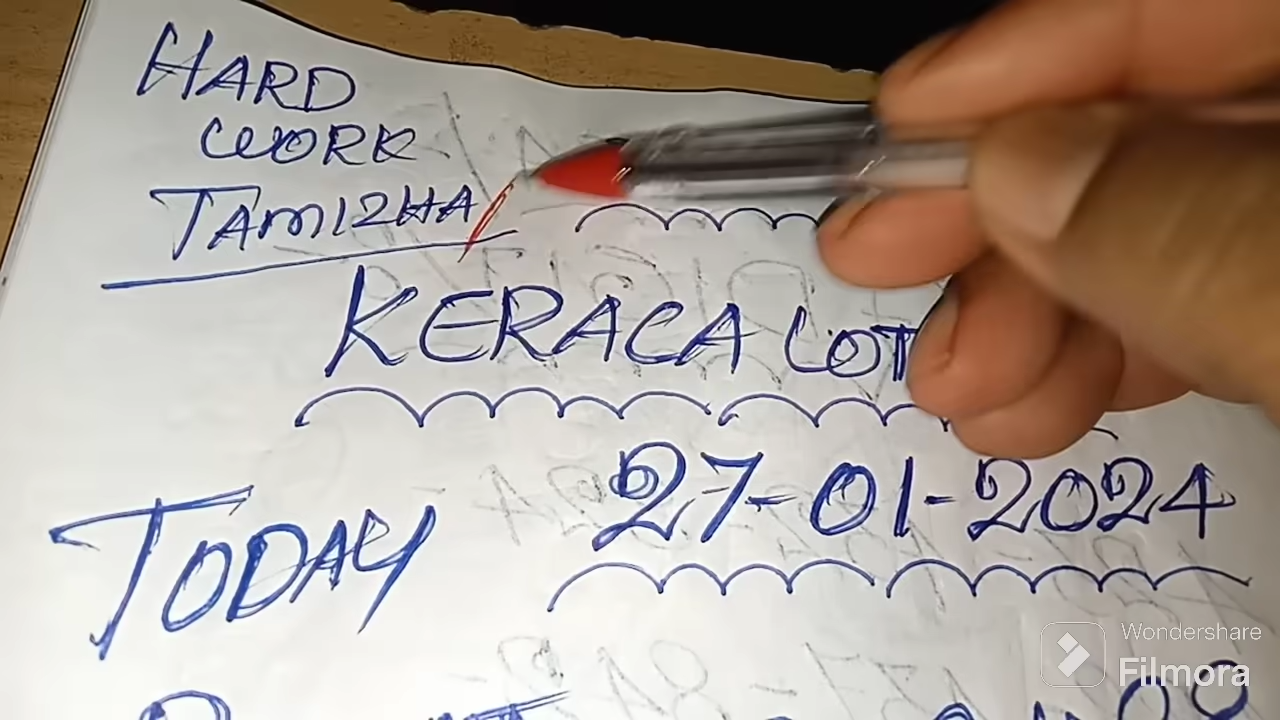 HARD
WORK
TAMIZHA
KERACA LOT
27-01-2024
TODAY
Wondershare
Filmora